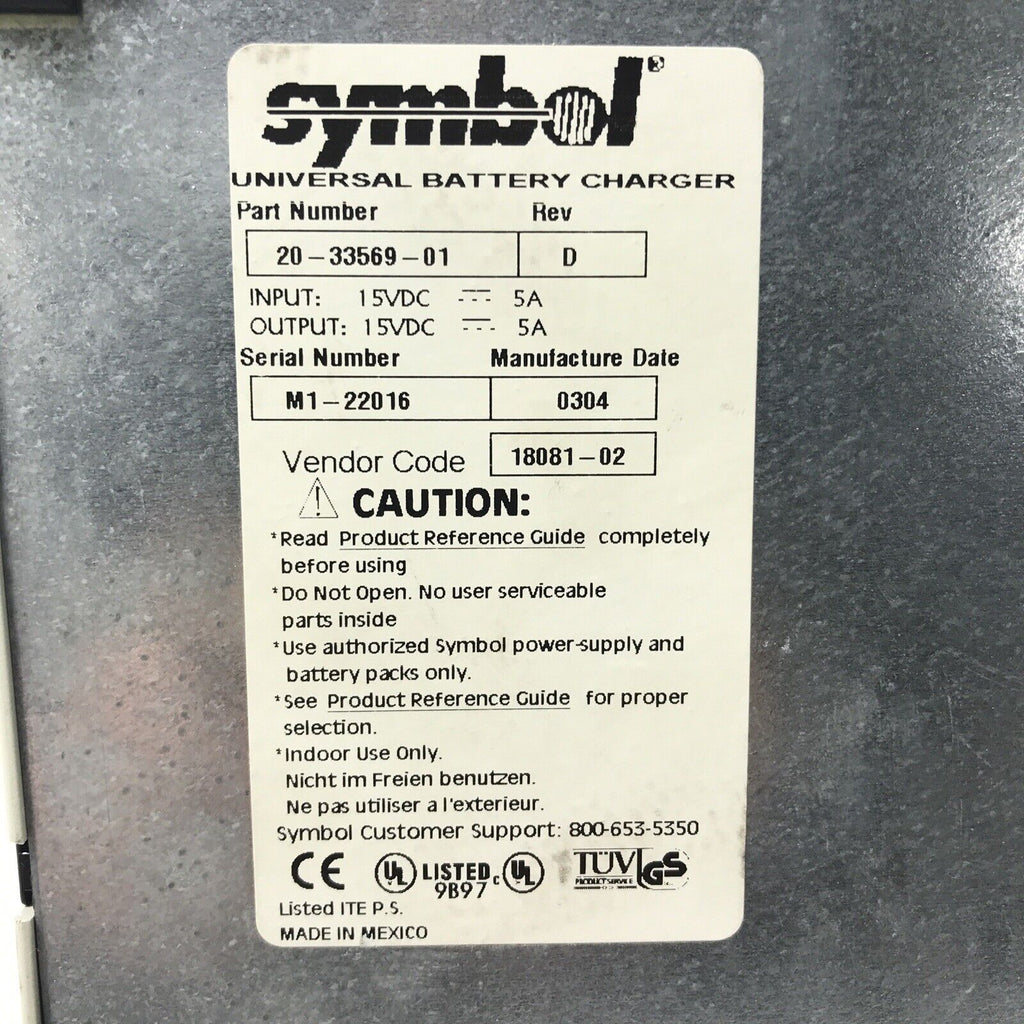 symbol®
UNIVERSAL BATTERY CHARGER
Part Number Rev
20-33569-01 D
INPUT: 15VDC ⎓ 5A
OUTPUT: 15VDC ⎓ 5A
Serial Number Manufacture Date
M1-22016 0304
Vendor Code 18081-02
⚠ CAUTION:
*Read Product Reference Guide completely
before using
*Do Not Open. No user serviceable
parts inside
*Use authorized Symbol power-supply and
battery packs only.
*See Product Reference Guide for proper
selection.
*Indoor Use Only.
Nicht im Freien benutzen.
Ne pas utiliser a l'exterieur.
Symbol Customer Support: 800-653-5350
CE UL LISTED c UL TÜV GS
9B97 PRODUCT SERVICE
Listed ITE P.S.
MADE IN MEXICO